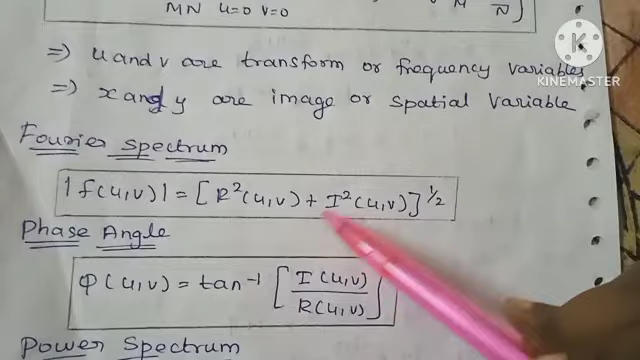 MN u=0 v=0 M N
⇒ u and v are transform or frequency variables
⇒ x and y are image or spatial variable
Fourier spectrum
|f(u,v)| = [R²(u,v) + I²(u,v)]^½
Phase Angle
φ(u,v) = tan⁻¹ [I(u,v) / R(u,v)]
Power Spectrum
K
KINEMASTER